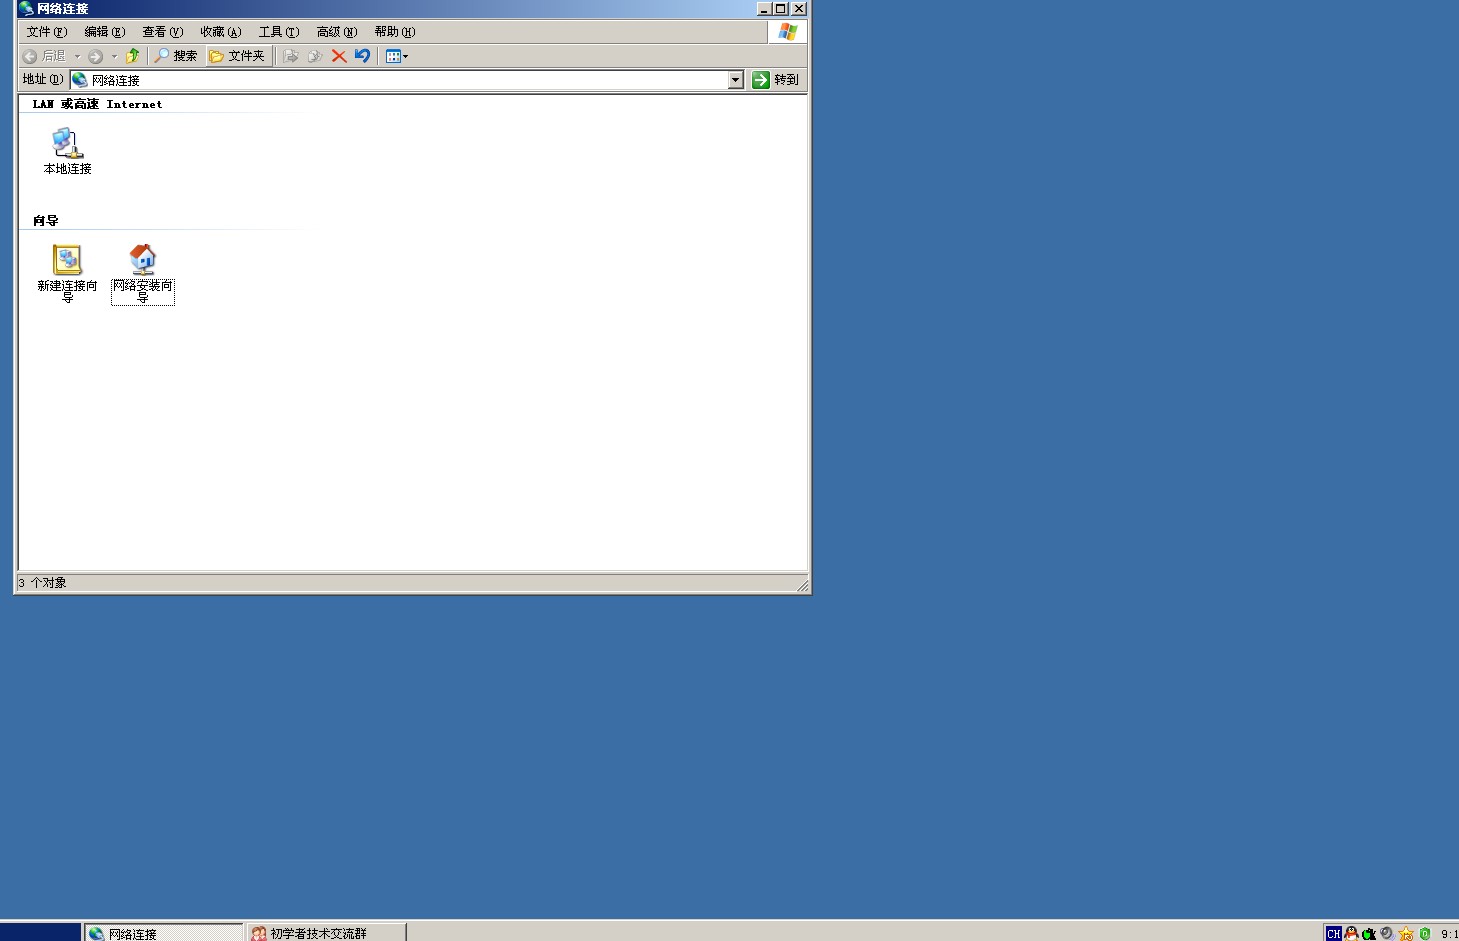 网络连接
文件(F) 编辑(E) 查看(V) 收藏(A) 工具(T) 高级(N) 帮助(H)
后退 搜索 文件夹
地址(D) 网络连接 转到
LAN 或高速 Internet
本地连接
向导
新建连接向
导
网络安装向
导
3 个对象
网络连接 初学者技术交流群 CH 9:1